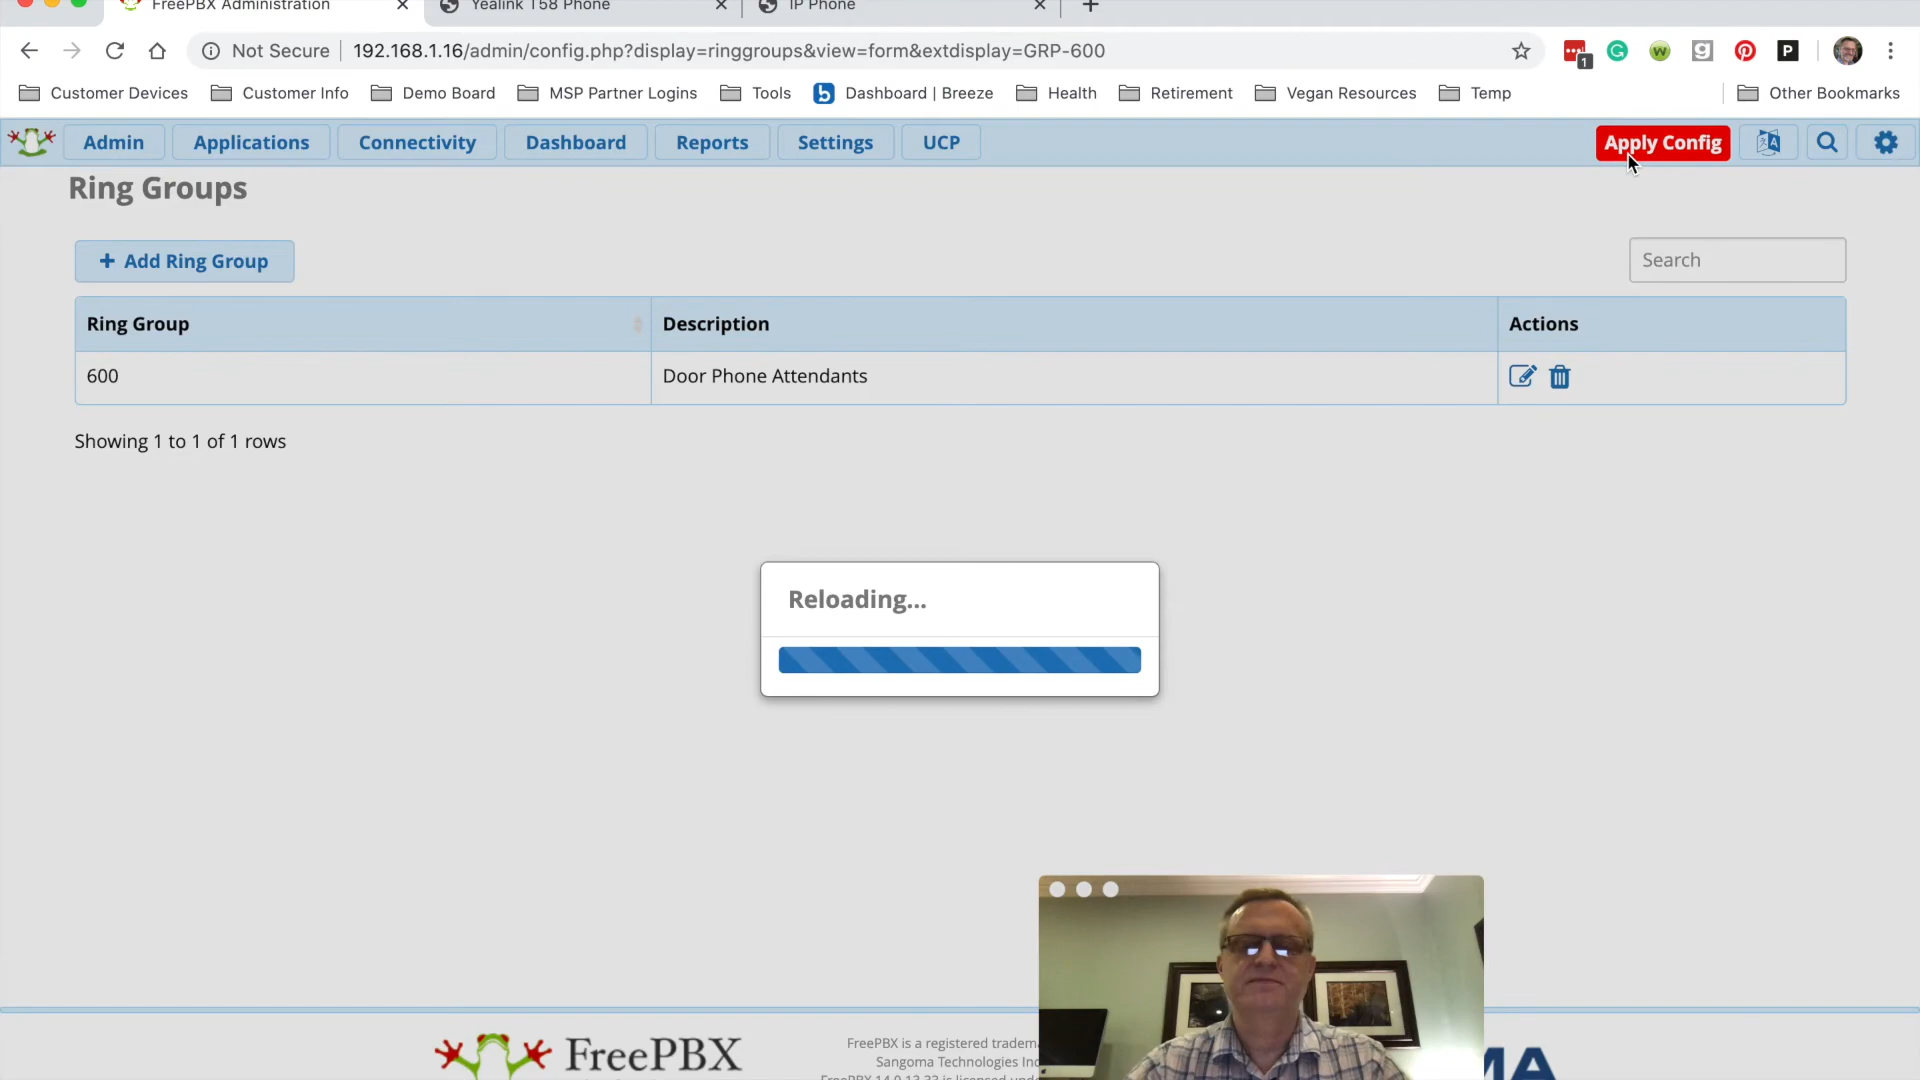 FreePBX Administration
Yealink T58 Phone
IP Phone
Not Secure
192.168.1.16/admin/config.php?display=ringgroups&view=form&extdisplay=GRP-600
1
Customer Devices
Customer Info
Demo Board
MSP Partner Logins
Tools
Dashboard | Breeze
Health
Retirement
Vegan Resources
Temp
Other Bookmarks
Admin
Applications
Connectivity
Dashboard
Reports
Settings
UCP
Apply Config
Ring Groups
+ Add Ring Group
Search
Ring Group
Description
Actions
600
Door Phone Attendants
Showing 1 to 1 of 1 rows
Reloading...
FreePBX
FreePBX is a registered
Sangoma Technologies